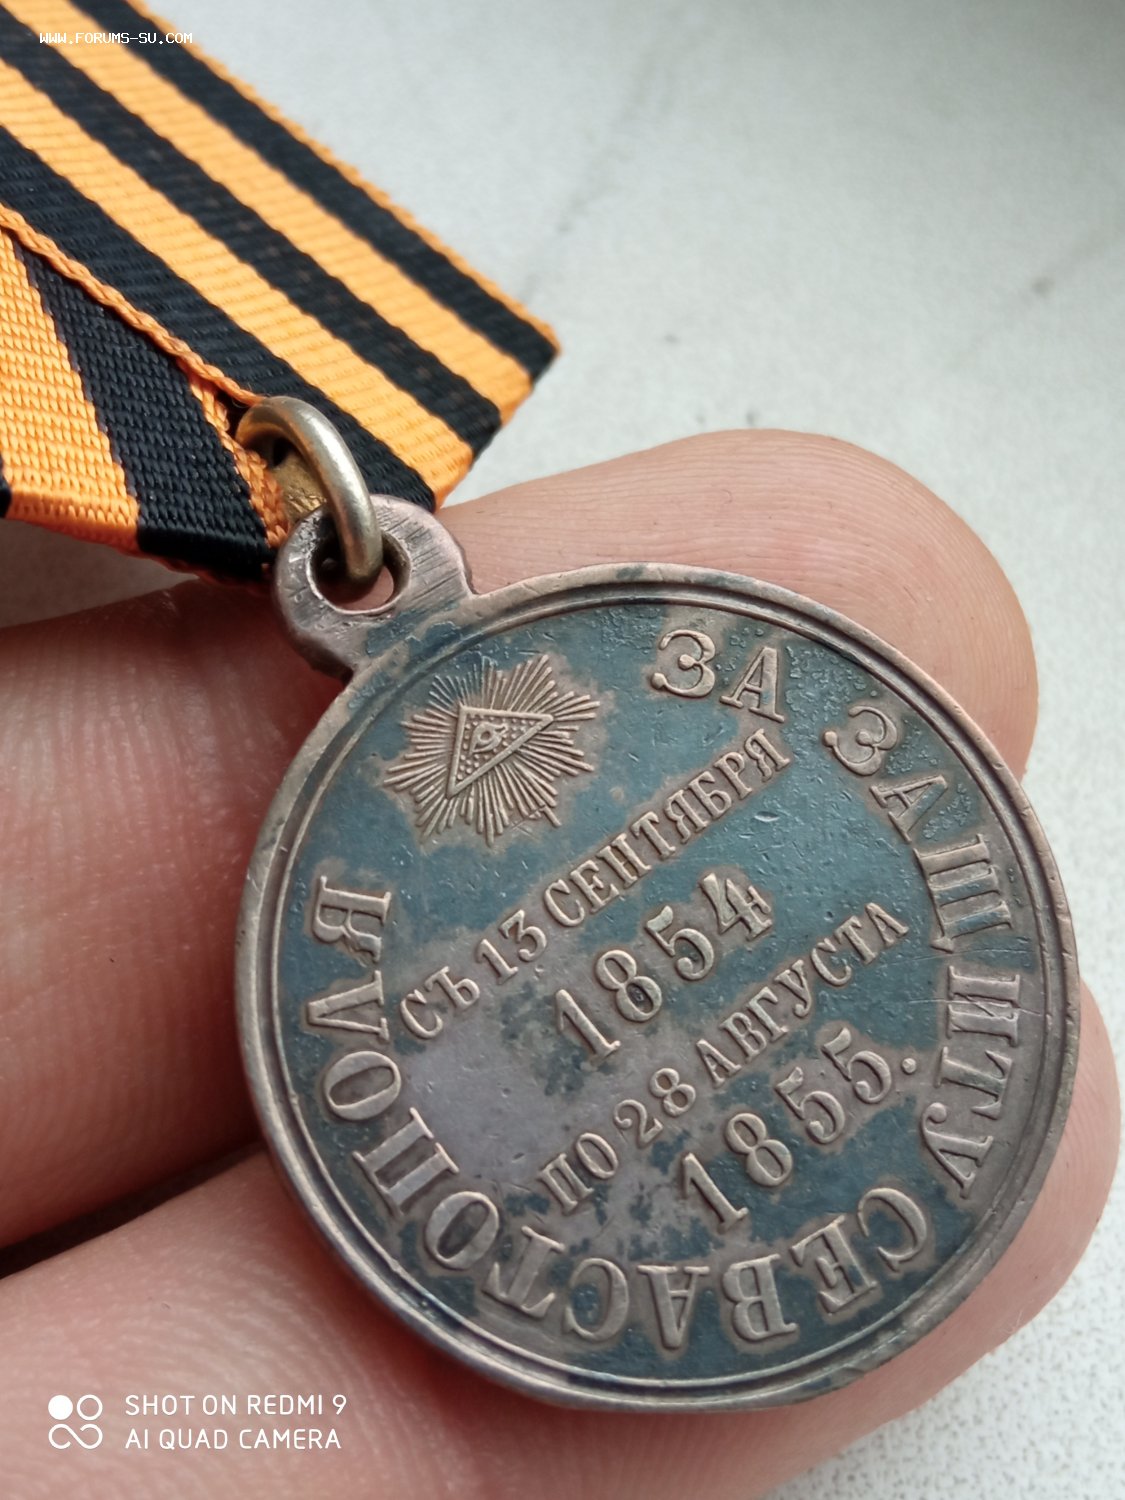 WWW.FORUMS-SU.COM
ЗА ЗАЩИТУ СЕВАСТОПОЛЯ
СЪ 13 СЕНТЯБРЯ
1854
ПО 28 АВГУСТА
1855.
SHOT ON REDMI 9
AI QUAD CAMERA